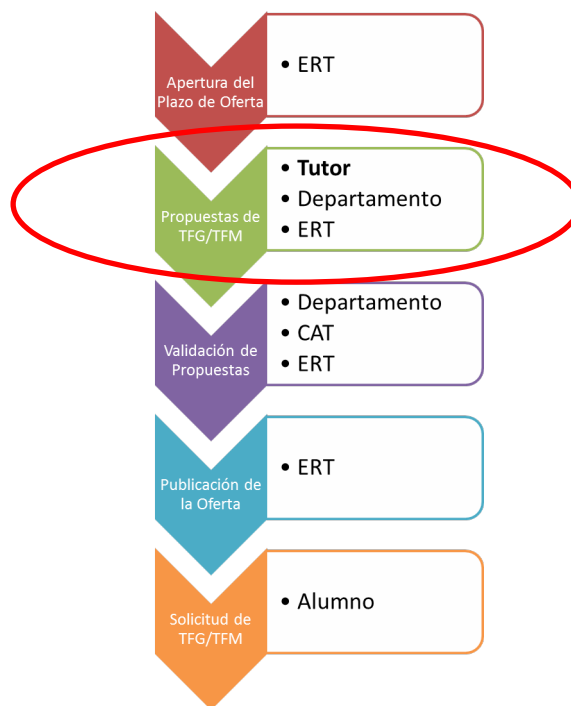 Apertura del
Plazo de Oferta
• ERT
Propuestas de
TFG/TFM
• Tutor
• Departamento
• ERT
Validación de
Propuestas
• Departamento
• CAT
• ERT
Publicación de
la Oferta
• ERT
Solicitud de
TFG/TFM
• Alumno